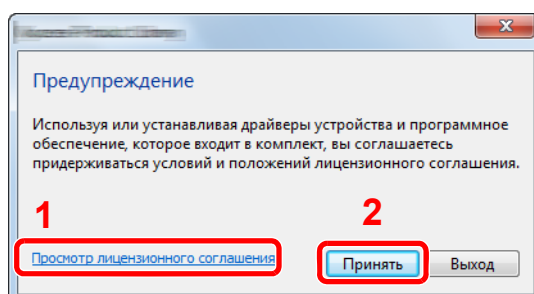 Предупреждение
Используя или устанавливая драйверы устройства и программное
обеспечение, которое входит в комплект, вы соглашаетесь
придерживаться условий и положений лицензионного соглашения.
1
2
Просмотр лицензионного соглашения
Принять
Выход